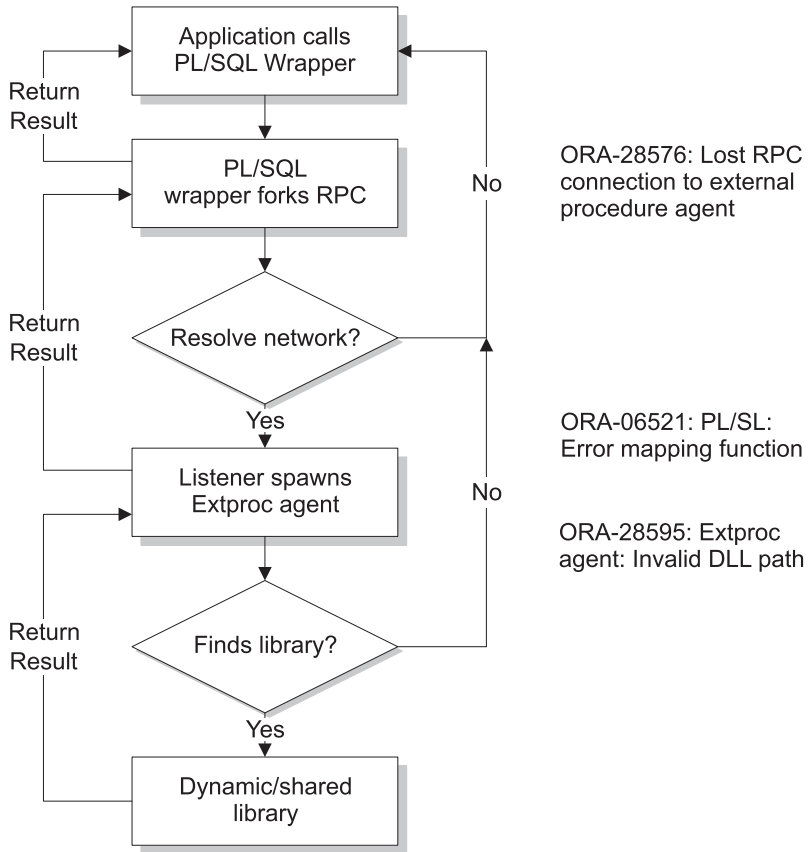 Application calls
PL/SQL Wrapper
Return
Result
PL/SQL
wrapper forks RPC
No
ORA-28576: Lost RPC
connection to external
procedure agent
Resolve network?
Return
Result
Yes
ORA-06521: PL/SL:
Error mapping function
Listener spawns
Extproc agent
No
ORA-28595: Extproc
agent: Invalid DLL path
Finds library?
Return
Result
Yes
Dynamic/shared
library